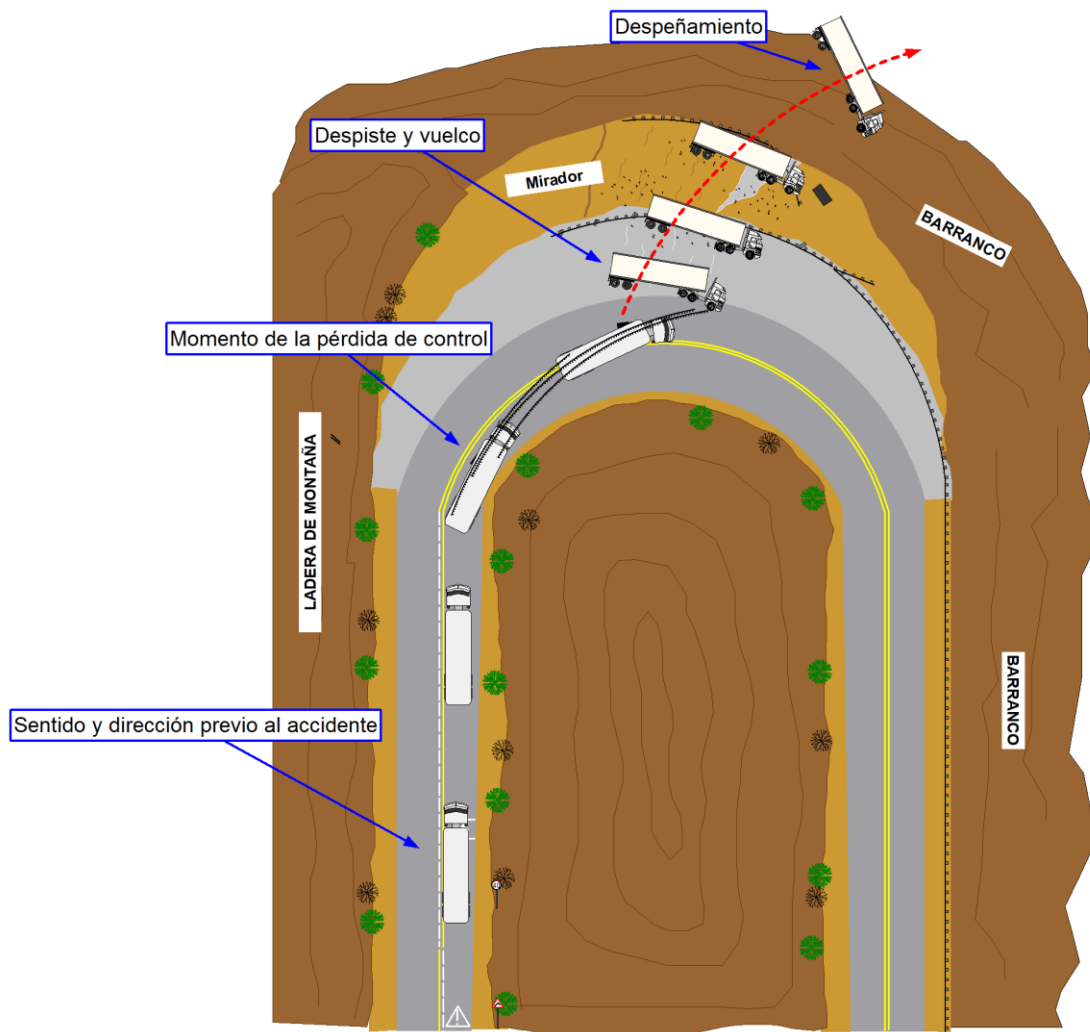 Despeñamiento
Despiste y vuelco
Mirador
BARRANCO
Momento de la pérdida de control
LADERA DE MONTAÑA
BARRANCO
Sentido y dirección previo al accidente